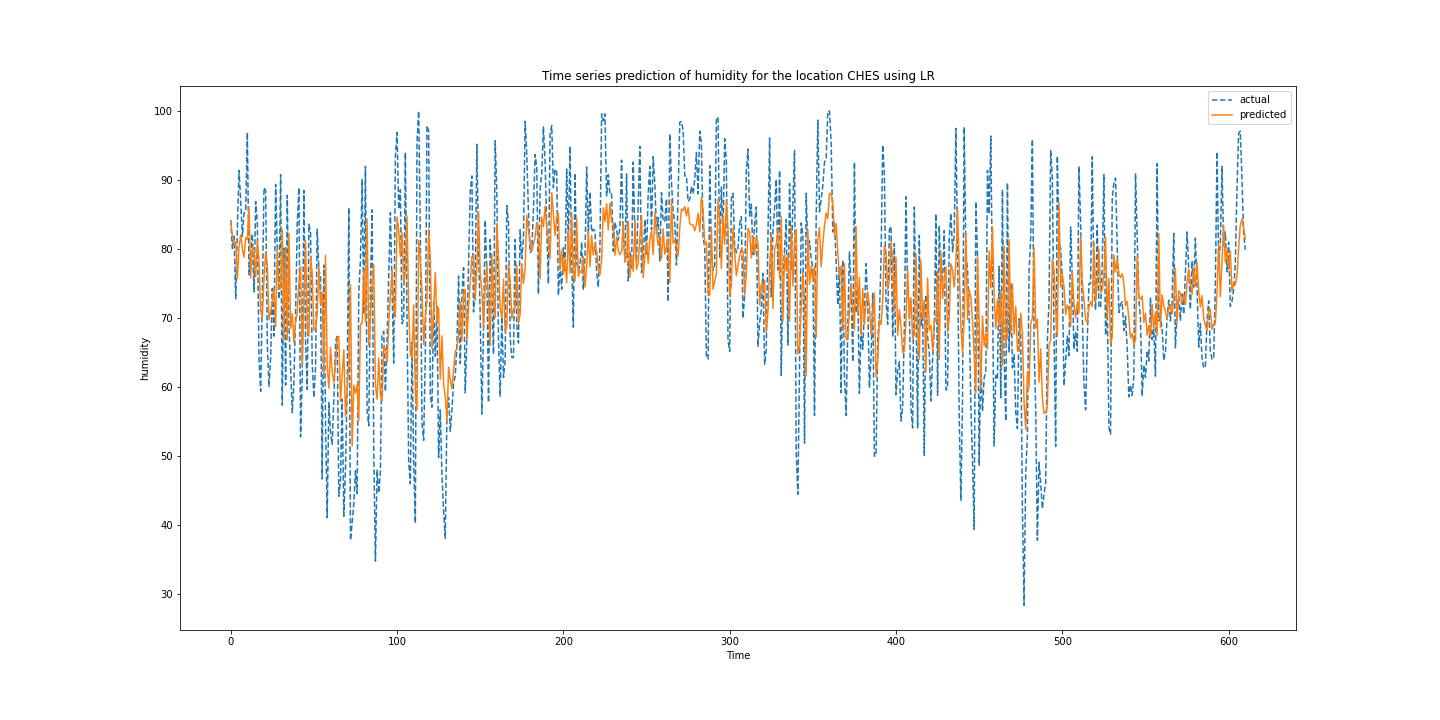 Time series prediction of humidity for the location CHES using LR
actual
predicted
100
90
80
70
60
50
40
30
humidity
0 100 200 300 400 500 600
Time